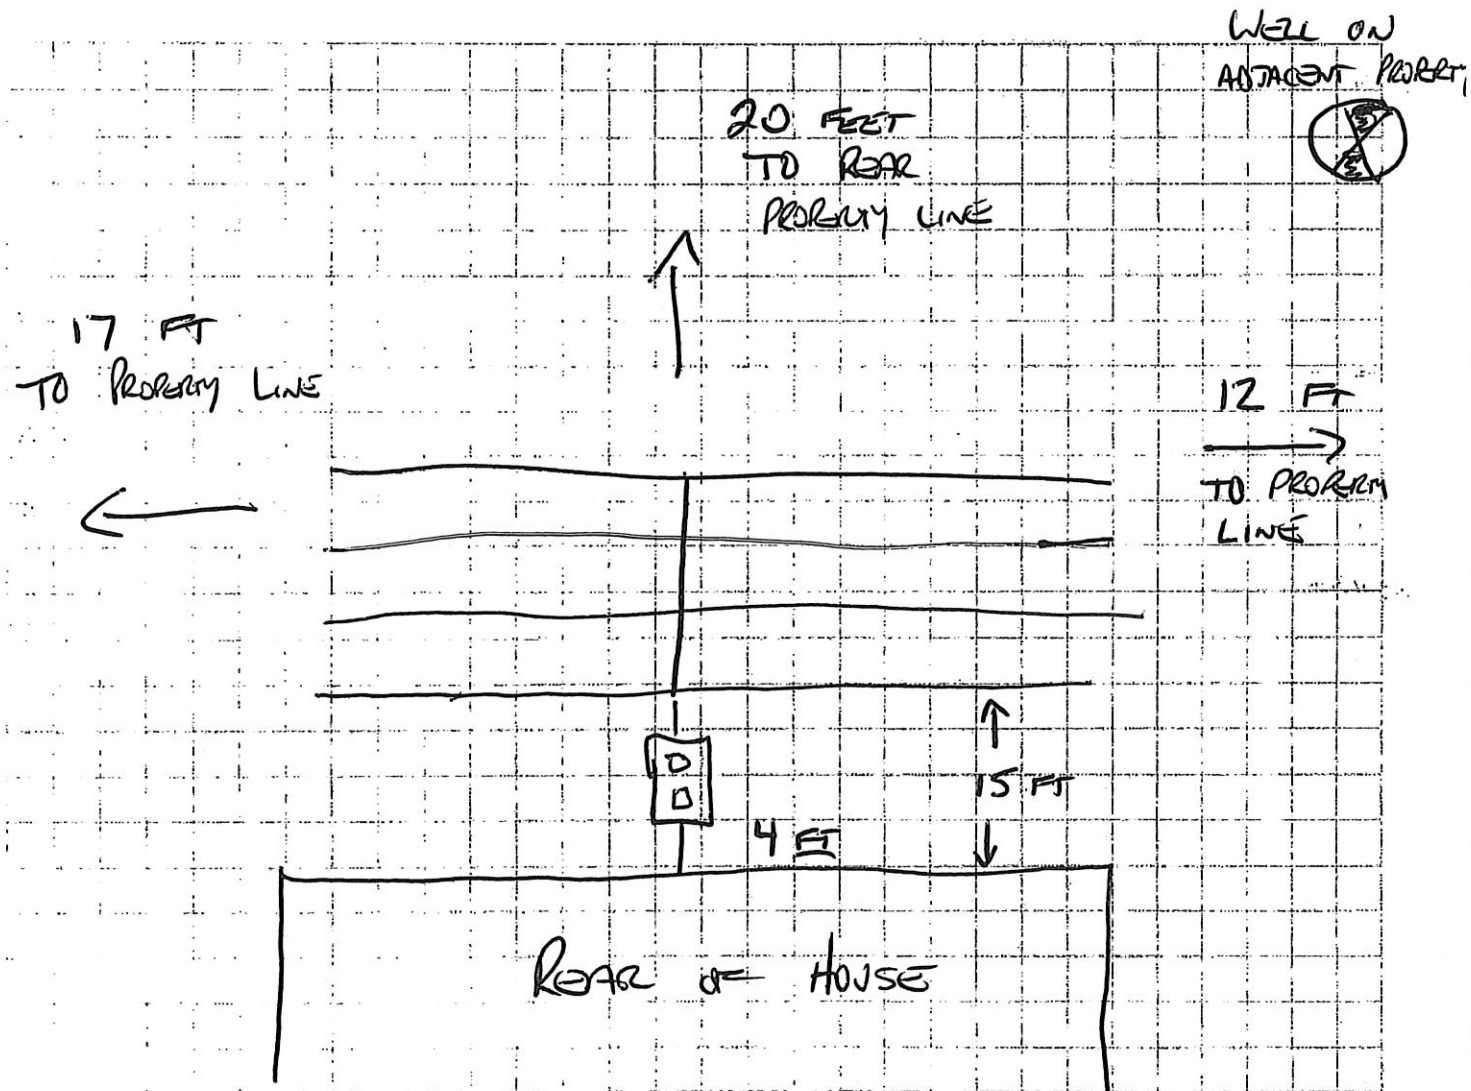 WELL ON
ADJACENT PROPERTY
20 FEET
TO REAR
PROPERTY LINE
17 FT
TO PROPERTY LINE
12 FT
TO PROPERTY
LINE
15 FT
4 FT
REAR OF HOUSE